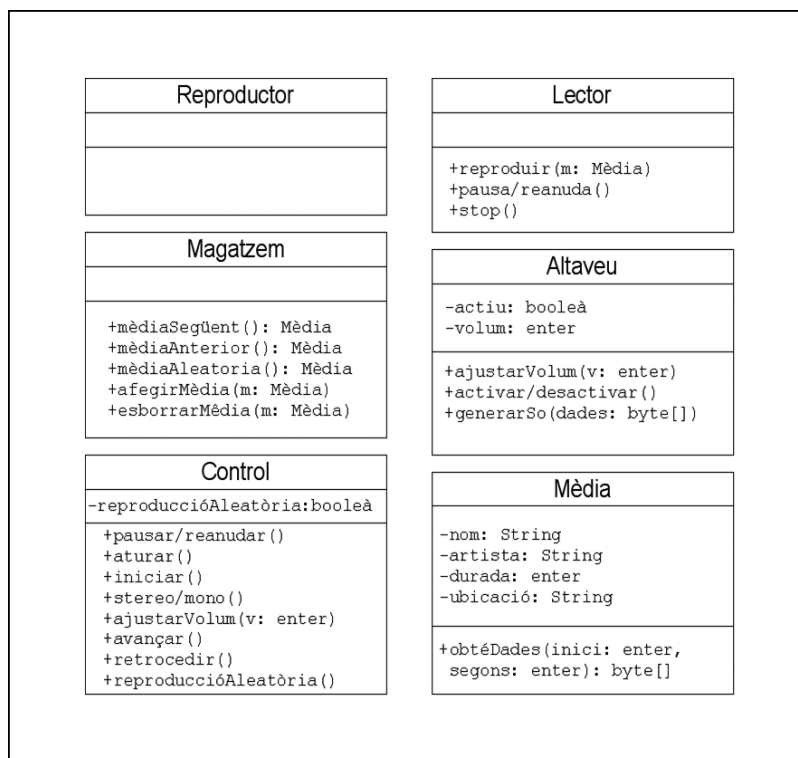 Reproductor
Lector
+reproduir(m: Mèdia)
+pausa/reanuda()
+stop()
Magatzem
+mèdiaSegüent(): Mèdia
+mèdiaAnterior(): Mèdia
+mèdiaAleatoria(): Mèdia
+afegirMèdia(m: Mèdia)
+esborrarMêdia(m: Mèdia)
Altaveu
-actiu: booleà
-volum: enter
+ajustarVolum(v: enter)
+activar/desactivar()
+generarSo(dades: byte[])
Control
-reproduccióAleatòria:booleà
+pausar/reanudar()
+aturar()
+iniciar()
+stereo/mono()
+ajustarVolum(v: enter)
+avançar()
+retrocedir()
+reproduccióAleatòria()
Mèdia
-nom: String
-artista: String
-durada: enter
-ubicació: String
+obtéDades(inici: enter,
segons: enter): byte[]